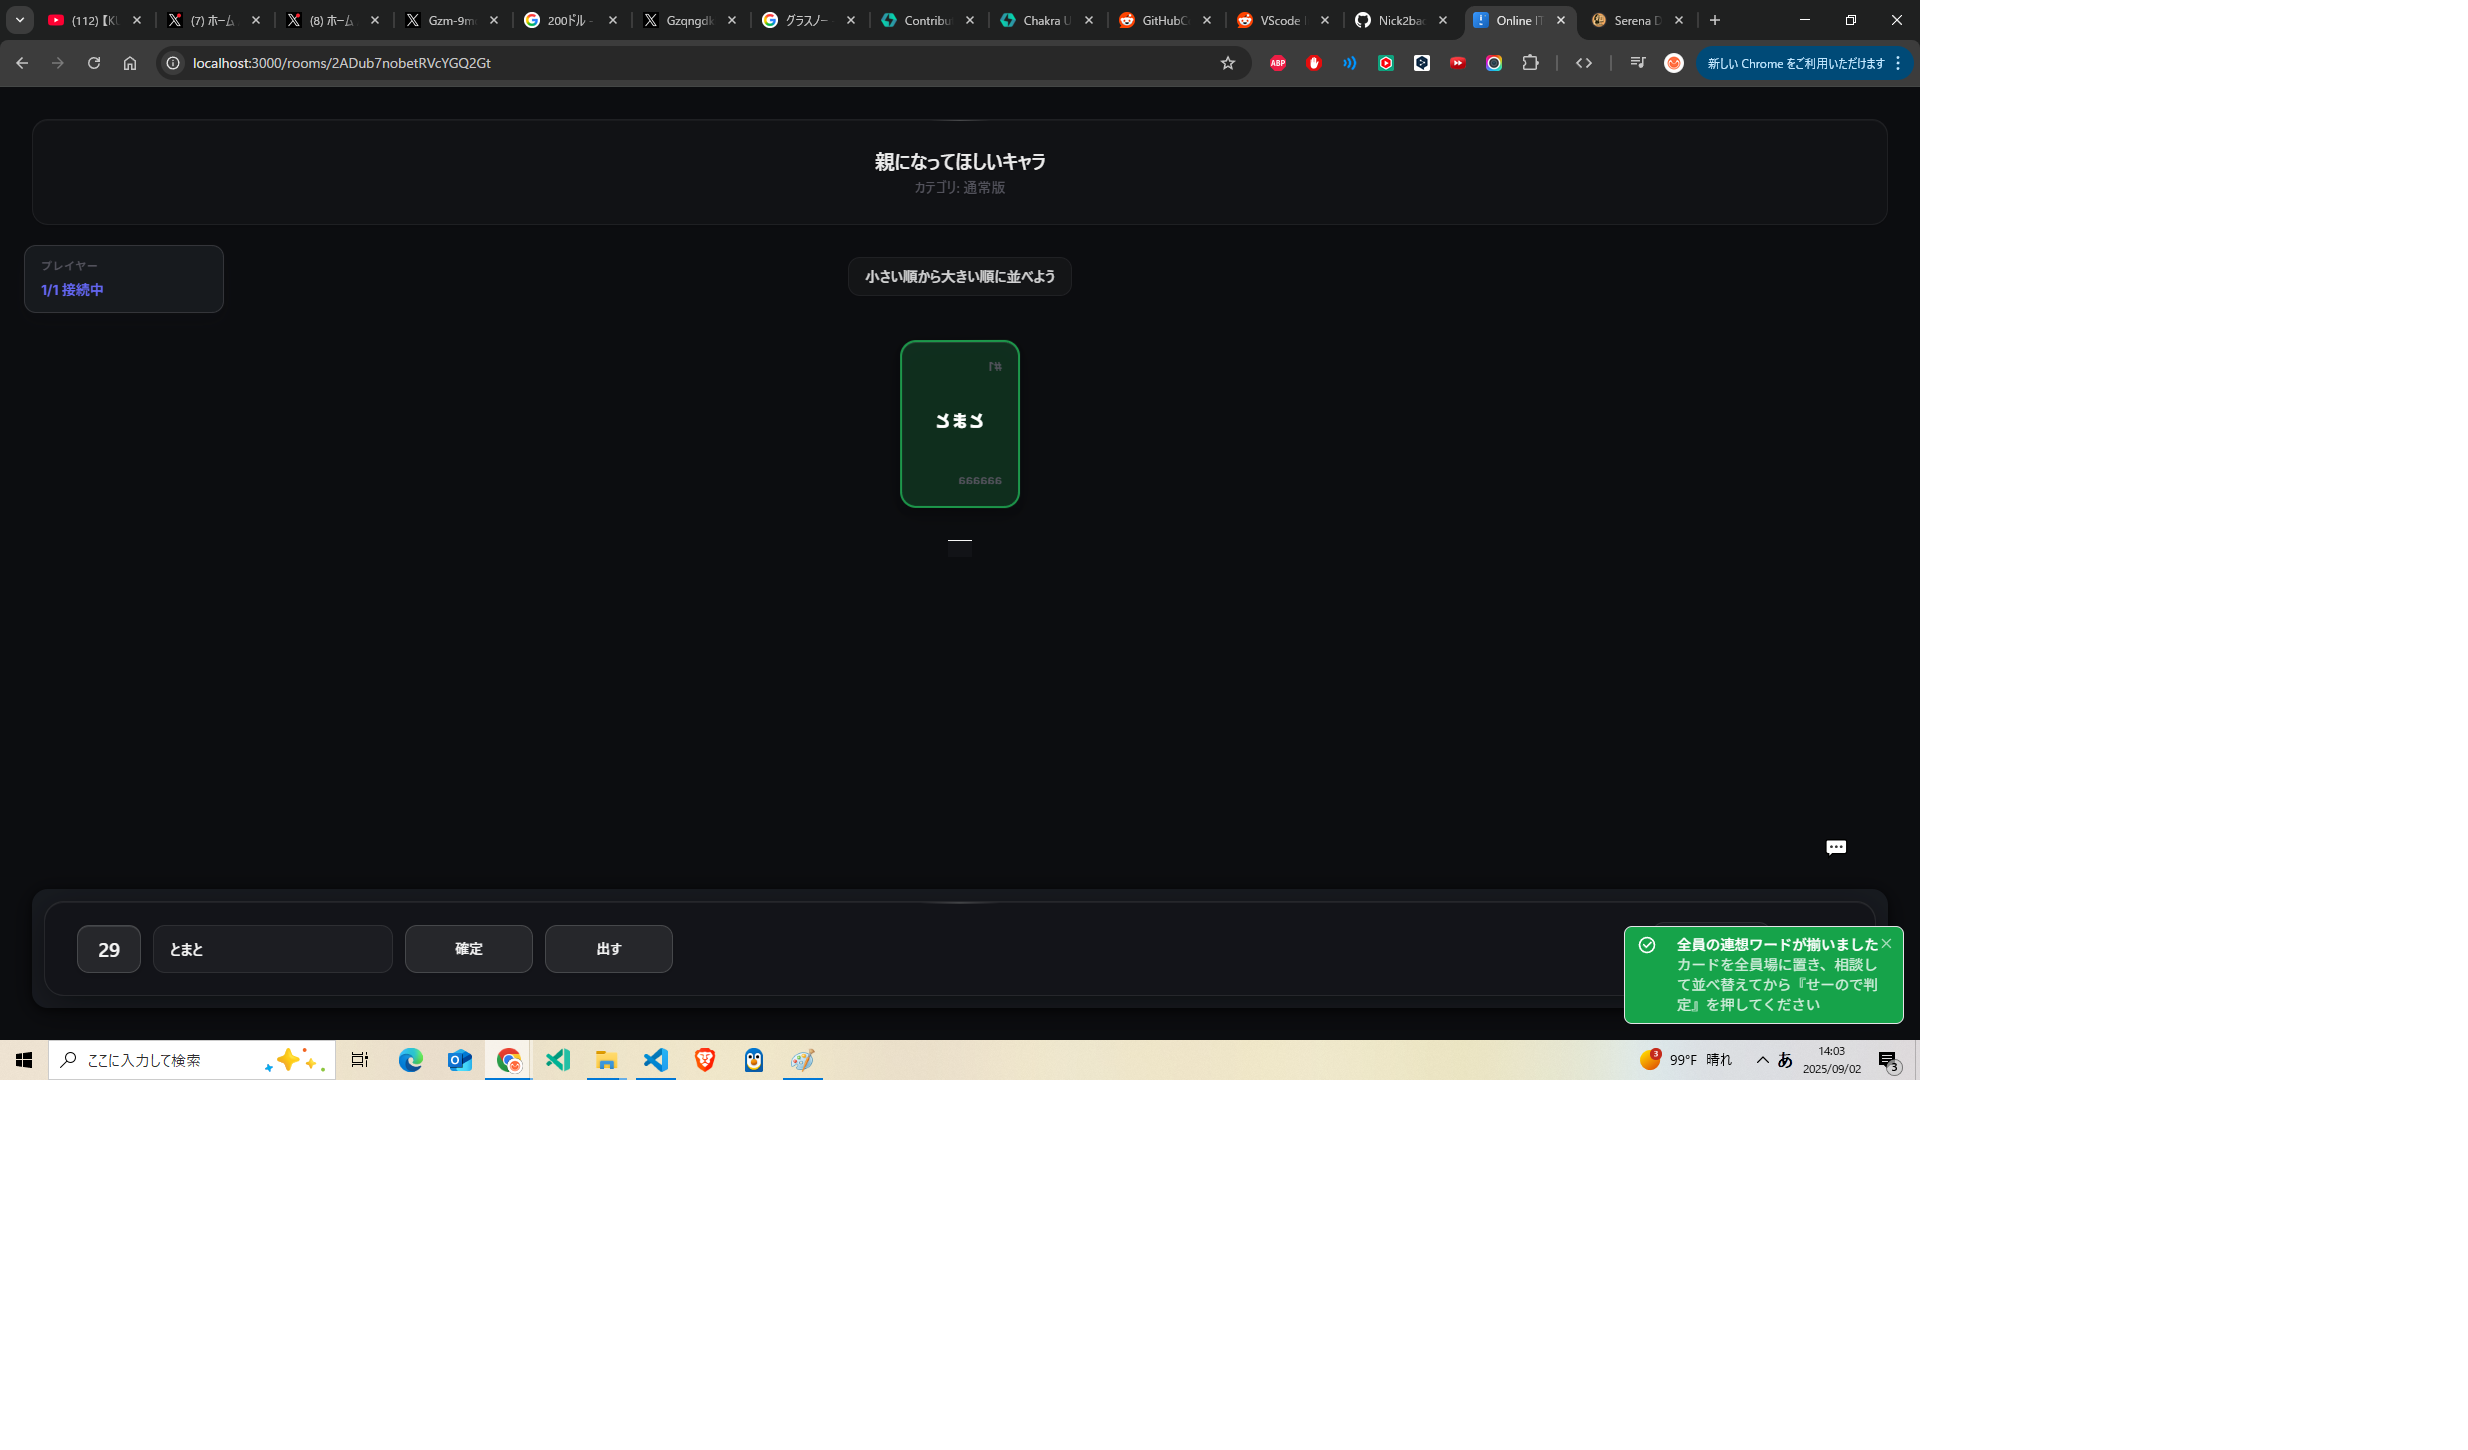 (112) 【KU
(7) ホーム
(8) ホーム
Gzm-9m
200ドル -
Gzqngdk
グラスノー -
Contribu
Chakra U
GitHubC
VScode
Nick2bac
Online IT
Serena D
localhost:3000/rooms/2ADub7nobetRVcYGQ2Gt
ABP
新しい Chrome をご利用いただけます
親になってほしいキャラ
カテゴリ: 通常版
プレイヤー
1/1 接続中
小さい順から大きい順に並べよう
#1
とまと
aaaaaa
29
とまと
確定
出す
全員の連想ワードが揃いました
カードを全員場に置き、相談し
て並べ替えてから『せーので判
定』を押してください
ここに入力して検索
3
99°F 晴れ
あ
14:03
2025/09/02
3